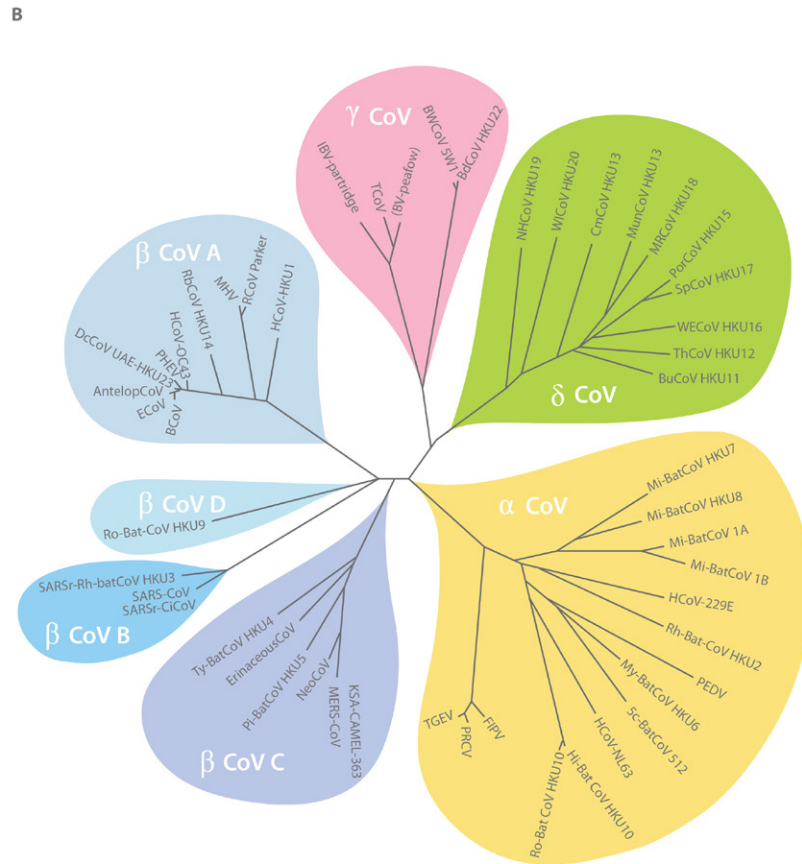 B
γ CoV
IBV-partridge
TCoV
(BV-peafow)
BWCoV SW1
BdCoV HKU22
NHCoV HKU19
WiCoV HKU20
CmCoV HKU13
MunCoV HKU13
MRCoV HKU18
PorCoV HKU15
SpCoV HKU17
WECoV HKU16
ThCoV HKU12
BuCoV HKU11
δ CoV
β CoV A
HCoV-HKU1
RCoV Parker
MHV
RbCoV HKU14
HCoV-OC43
PHEV
DcCoV UAE-HKU23
AntelopCoV
ECoV
BCoV
β CoV D
Ro-Bat-CoV HKU9
SARSr-Rh-batCoV HKU3
SARS-CoV
SARSr-CiCoV
β CoV B
Ty-BatCoV HKU4
ErinaceousCoV
Pi-BatCoV HKU5
NeoCoV
MERS-CoV
KSA-CAMEL-363
β CoV C
α CoV
Mi-BatCoV HKU7
Mi-BatCoV HKU8
Mi-BatCoV 1A
Mi-BatCoV 1B
HCoV-229E
Rh-Bat-CoV HKU2
PEDV
My-BatCoV HKU6
Sc-BatCoV 512
HCoV-NL63
Hi-Bat CoV HKU10
Ro-Bat CoV HKU10
FIPV
PRCV
TGEV